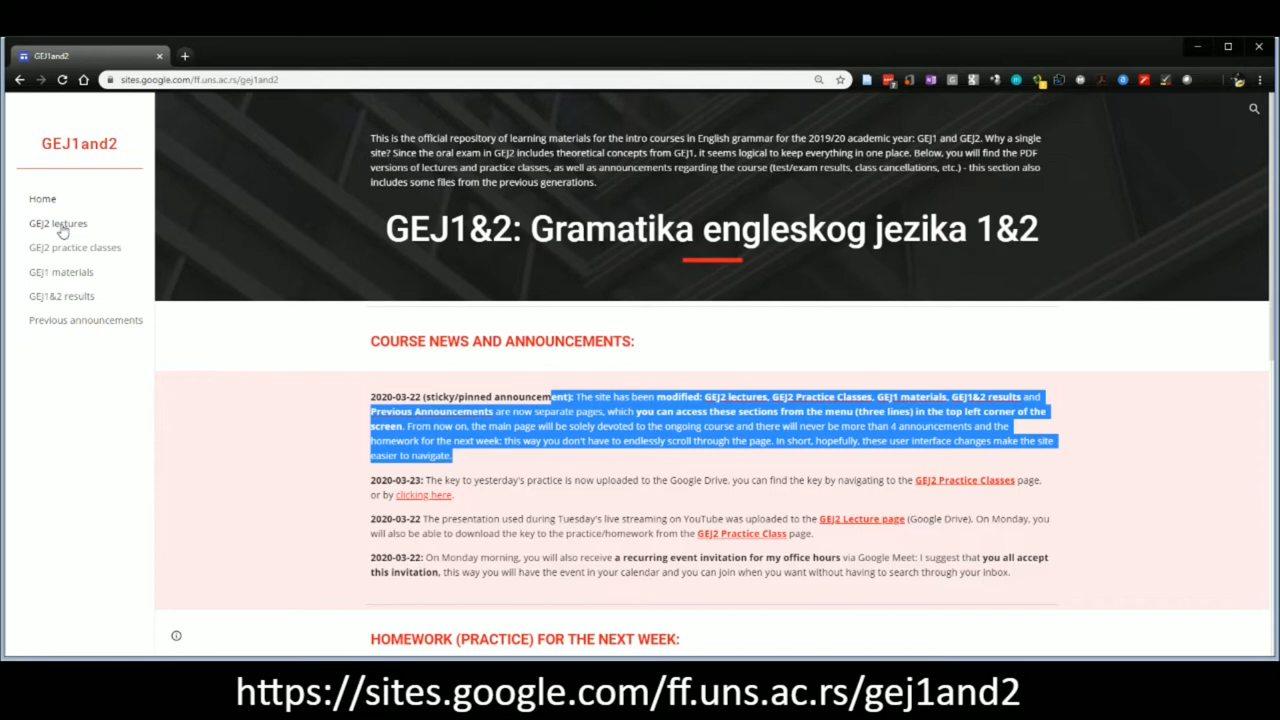 GEJ1and2
sites.google.com/ff.uns.ac.rs/gej1and2
GEJ1and2
Home
GEJ2 lectures
GEJ2 practice classes
GEJ1 materials
GEJ1&2 results
Previous announcements
This is the official repository of learning materials for the intro courses in English grammar for the 2019/20 academic year: GEJ1 and GEJ2. Why a single
site? Since the oral exam in GEJ2 includes theoretical concepts from GEJ1, it seems logical to keep everything in one place. Below, you will find the PDF
versions of lectures and practice classes, as well as announcements regarding the course (test/exam results, class cancellations, etc.) - this section also
includes some files from the previous generations.
GEJ1&2: Gramatika engleskog jezika 1&2
COURSE NEWS AND ANNOUNCEMENTS:
2020-03-22 (sticky/pinned announcement): The site has been modified: GEJ2 lectures, GEJ2 Practice Classes, GEJ1 materials, GEJ1&2 results and
Previous Announcements are now separate pages, which you can access these sections from the menu (three lines) in the top left corner of the
screen. From now on, the main page will be solely devoted to the ongoing course and there will never be more than 4 announcements and the
homework for the next week: this way you don't have to endlessly scroll through the page. In short, hopefully, these user interface changes make the site
easier to navigate.
2020-03-23: The key to yesterday's practice is now uploaded to the Google Drive, you can find the key by navigating to the GEJ2 Practice Classes page,
or by clicking here.
2020-03-22 The presentation used during Tuesday's live streaming on YouTube was uploaded to the GEJ2 Lecture page (Google Drive). On Monday, you
will also be able to download the key to the practice/homework from the GEJ2 Practice Class page.
2020-03-22: On Monday morning, you will also receive a recurring event invitation for my office hours via Google Meet: I suggest that you all accept
this invitation, this way you will have the event in your calendar and you can join when you want without having to search through your inbox.
HOMEWORK (PRACTICE) FOR THE NEXT WEEK:
https://sites.google.com/ff.uns.ac.rs/gej1and2